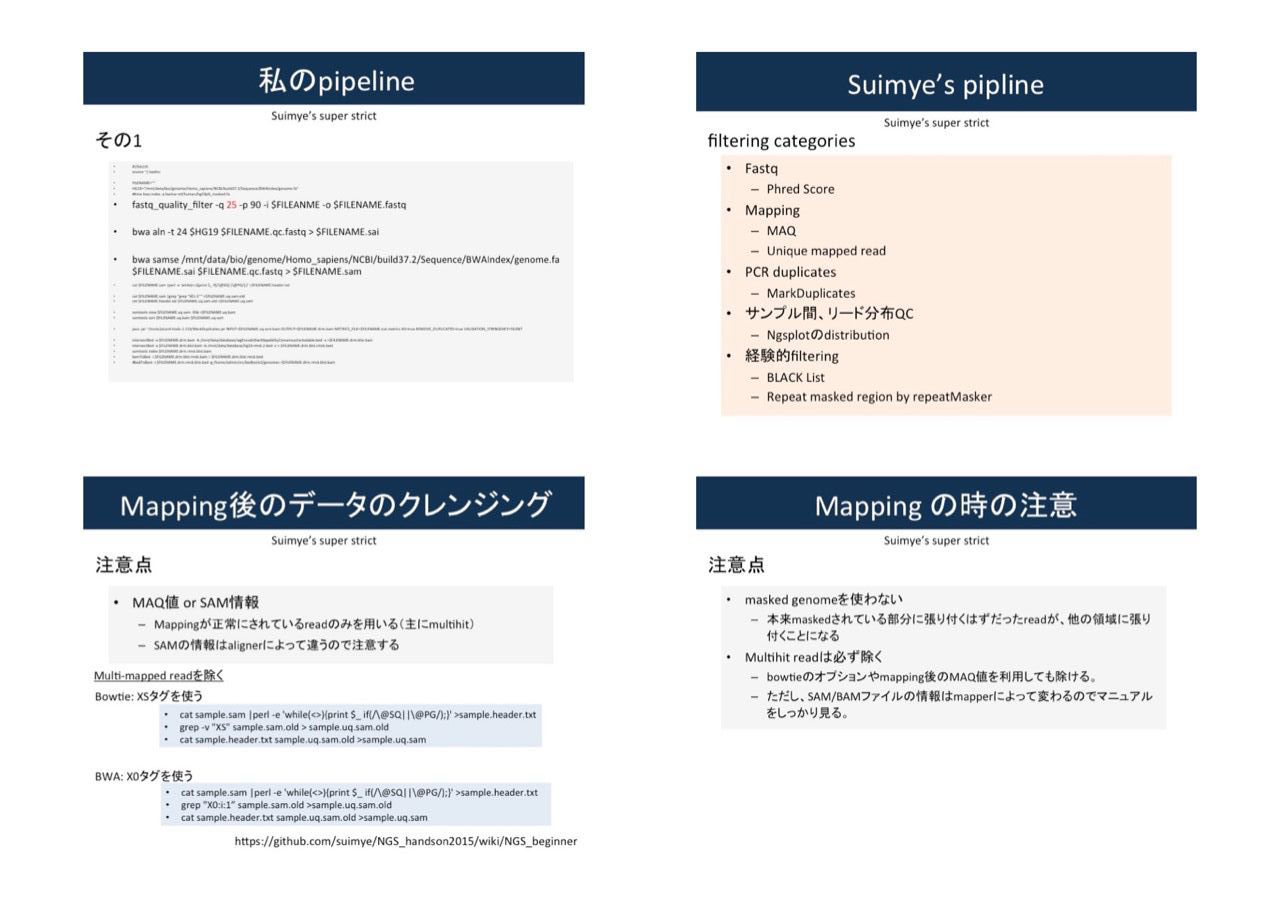 私のpipeline
Suimye's super strict
その1
• fastq_quality_filter -q 25 -p 90 -i $FILEANME -o $FILENAME.fastq
• bwa aln -t 24 $HG19 $FILENAME.qc.fastq > $FILENAME.sai
• bwa samse /mnt/data/bio/genome/Homo_sapiens/NCBI/build37.2/Sequence/BWAIndex/genome.fa
$FILENAME.sai $FILENAME.qc.fastq > $FILENAME.sam
Suimye's pipline
Suimye's super strict
filtering categories
• Fastq
– Phred Score
• Mapping
– MAQ
– Unique mapped read
• PCR duplicates
– MarkDuplicates
• サンプル間、リード分布QC
– Ngsplotのdistribution
• 経験的filtering
– BLACK List
– Repeat masked region by repeatMasker
Mapping後のデータのクレンジング
Suimye's super strict
注意点
• MAQ値 or SAM情報
– Mappingが正常にされているreadのみを用いる（主にmultihit）
– SAMの情報はalignerによって違うので注意する
Multi-mapped readを除く
Bowtie: XSタグを使う
• cat sample.sam |perl -e 'while(<>){print $_ if(/\@SQ||\@PG/);}' >sample.header.txt
• grep -v "XS" sample.sam.old > sample.uq.sam.old
• cat sample.header.txt sample.uq.sam.old >sample.uq.sam
BWA: X0タグを使う
• cat sample.sam |perl -e 'while(<>){print $_ if(/\@SQ||\@PG/);}' >sample.header.txt
• grep "X0:i:1" sample.sam.old >sample.uq.sam.old
• cat sample.header.txt sample.uq.sam.old >sample.uq.sam
https://github.com/suimye/NGS_handson2015/wiki/NGS_beginner
Mapping の時の注意
Suimye's super strict
注意点
• masked genomeを使わない
– 本来maskedされている部分に張り付くはずだったreadが、他の領域に張り
付くことになる
• Multihit readは必ず除く
– bowtieのオプションやmapping後のMAQ値を利用しても除ける。
– ただし、SAM/BAMファイルの情報はmapperによって変わるのでマニュアル
をしっかり見る。